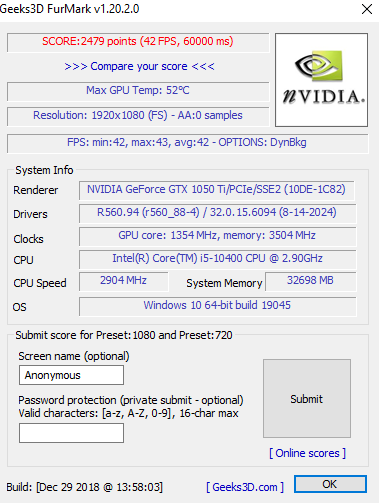 Geeks3D FurMark v1.20.2.0
SCORE:2479 points (42 FPS, 60000 ms)
>>> Compare your score <<<
Max GPU Temp: 52°C
Resolution: 1920x1080 (FS) - AA:0 samples
nVIDIA.
FPS: min:42, max:43, avg:42 - OPTIONS: DynBkg
System Info
Renderer NVIDIA GeForce GTX 1050 Ti/PCIe/SSE2 (10DE-1C82)
Drivers R560.94 (r560_88-4) / 32.0.15.6094 (8-14-2024)
Clocks GPU core: 1354 MHz, memory: 3504 MHz
CPU Intel(R) Core(TM) i5-10400 CPU @ 2.90GHz
CPU Speed 2904 MHz System Memory 32698 MB
OS Windows 10 64-bit build 19045
Submit score for Preset:1080 and Preset:720
Screen name (optional)
Anonymous
Password protection (private submit - optional)
Valid characters: [a-z, A-Z, 0-9], 16-char max
Submit
[ Online scores ]
Build: [Dec 29 2018 @ 13:58:03] [ Geeks3D.com ] OK